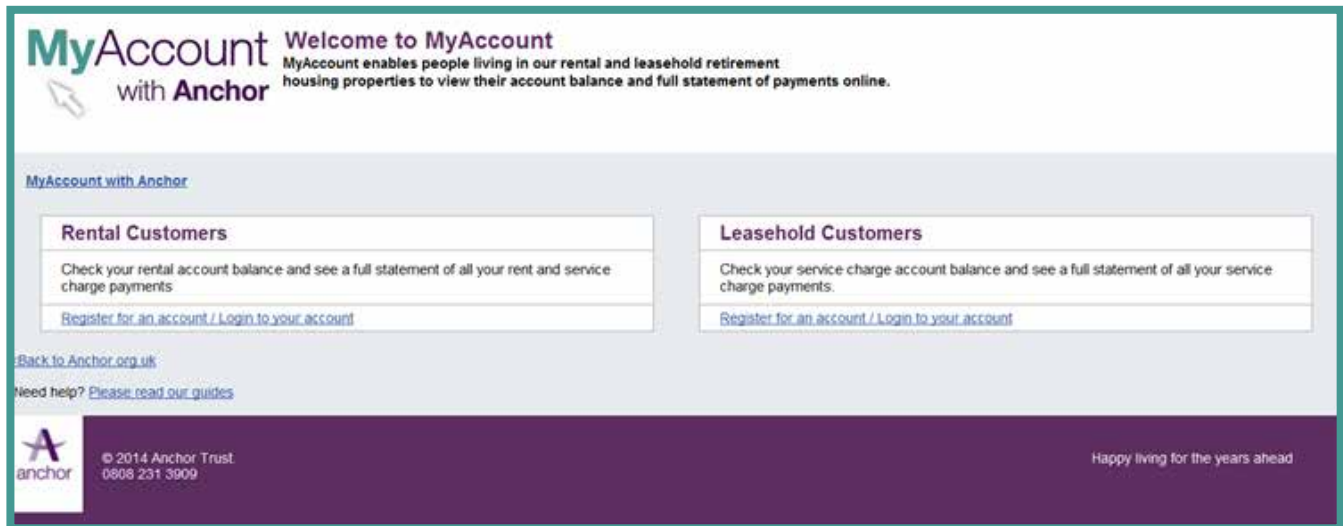 MyAccount
with Anchor
Welcome to MyAccount
MyAccount enables people living in our rental and leasehold retirement
housing properties to view their account balance and full statement of payments online.
MyAccount with Anchor
Rental Customers
Check your rental account balance and see a full statement of all your rent and service
charge payments
Register for an account / Login to your account
Leasehold Customers
Check your service charge account balance and see a full statement of all your service
charge payments.
Register for an account / Login to your account
<Back to Anchor.org.uk
Need help? Please read our guides
anchor
© 2014 Anchor Trust.
0808 231 3909
Happy living for the years ahead